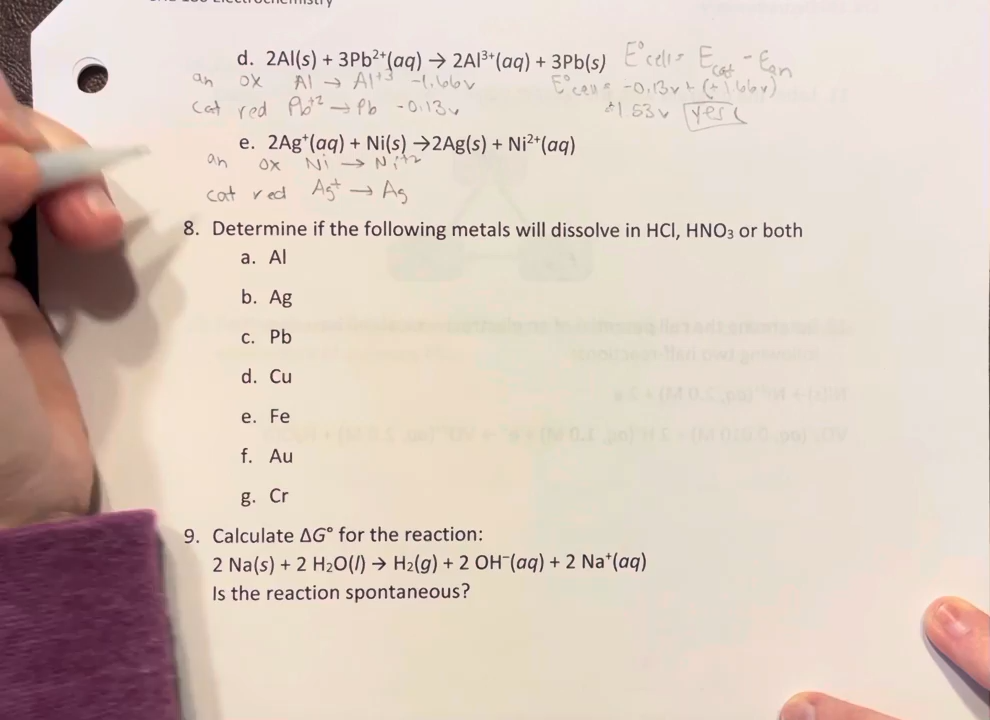 Electrochemistry
d. 2Al(s) + 3Pb²⁺(aq) → 2Al³⁺(aq) + 3Pb(s) E°cell = Ecat - Ean
an ox Al → Al⁺³ -1.66v E°cell = -0.13v + (+1.66v)
cat red Pb⁺² → Pb -0.13v +1.53v yes
e. 2Ag⁺(aq) + Ni(s) →2Ag(s) + Ni²⁺(aq)
an ox Ni → Ni⁺²
cat red Ag⁺ → Ag
8. Determine if the following metals will dissolve in HCl, HNO₃ or both
a. Al
b. Ag
c. Pb
d. Cu
e. Fe
f. Au
g. Cr
9. Calculate ΔG° for the reaction:
2 Na(s) + 2 H₂O(l) → H₂(g) + 2 OH⁻(aq) + 2 Na⁺(aq)
Is the reaction spontaneous?